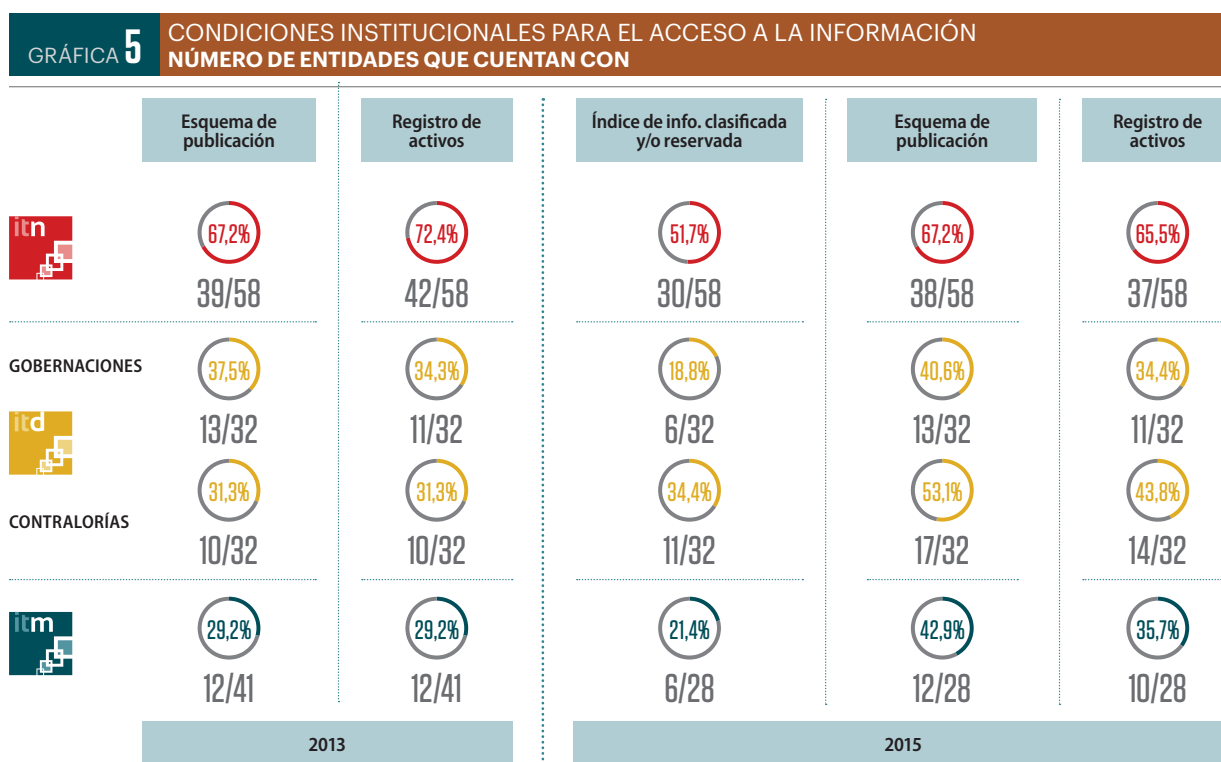 GRÁFICA 5
CONDICIONES INSTITUCIONALES PARA EL ACCESO A LA INFORMACIÓN
NÚMERO DE ENTIDADES QUE CUENTAN CON
Esquema de
publicación
Registro de
activos
Índice de info. clasificada
y/o reservada
Esquema de
publicación
Registro de
activos
itn
67,2% 72,4% 51,7% 67,2% 65,5%
39/58 42/58 30/58 38/58 37/58
GOBERNACIONES
37,5% 34,3% 18,8% 40,6% 34,4%
13/32 11/32 6/32 13/32 11/32
itd
CONTRALORÍAS
31,3% 31,3% 34,4% 53,1% 43,8%
10/32 10/32 11/32 17/32 14/32
itm
29,2% 29,2% 21,4% 42,9% 35,7%
12/41 12/41 6/28 12/28 10/28
2013 2015